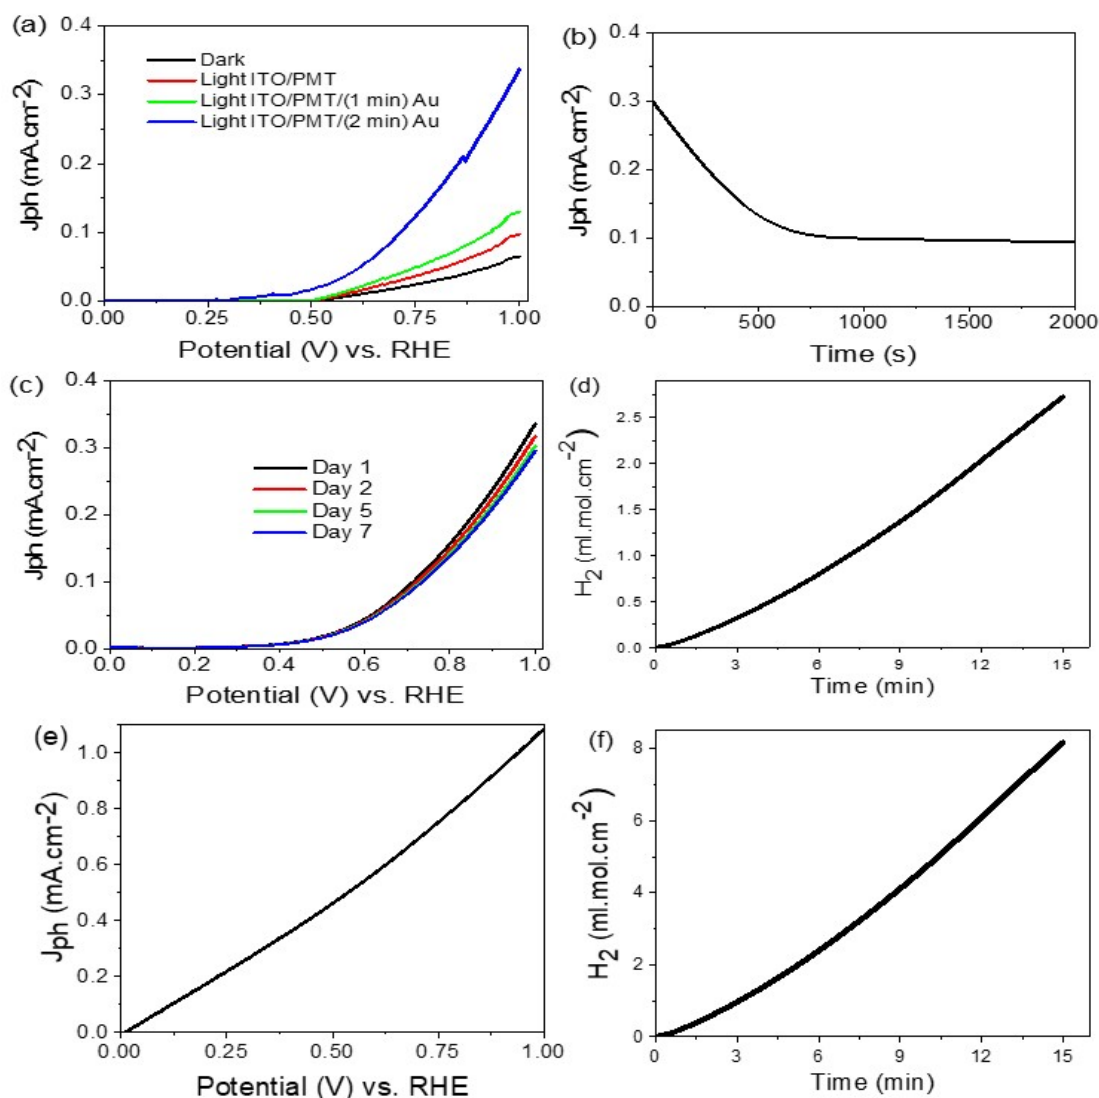 (a)
0.4
0.3
0.2
0.1
0.0
Jph (mA.cm-2)
Dark
Light ITO/PMT
Light ITO/PMT/(1 min) Au
Light ITO/PMT/(2 min) Au
0.00 0.25 0.50 0.75 1.00
Potential (V) vs. RHE
(b)
0.4
0.3
0.2
0.1
0.0
Jph (mA.cm-2)
0 500 1000 1500 2000
Time (s)
(c)
0.4
0.3
0.2
0.1
0.0
Jph (mA.cm-2)
Day 1
Day 2
Day 5
Day 7
0.0 0.2 0.4 0.6 0.8 1.0
Potential (V) vs. RHE
(d)
2.5
2.0
1.5
1.0
0.5
0.0
H2 (ml.mol.cm-2)
0 3 6 9 12 15
Time (min)
(e)
1.0
0.8
0.6
0.4
0.2
0.0
Jph (mA.cm-2)
0.00 0.25 0.50 0.75 1.00
Potential (V) vs. RHE
(f)
8
6
4
2
0
H2 (ml.mol.cm-2)
0 3 6 9 12 15
Time (min)